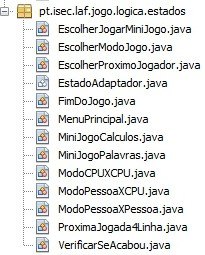 pt.isec.laf.jogo.logica.estados
EscolherJogarMiniJogo.java
EscolherModoJogo.java
EscolherProximoJogador.java
EstadoAdaptador.java
FimDoJogo.java
MenuPrincipal.java
MiniJogoCalculos.java
MiniJogoPalavras.java
ModoCPUXCPU.java
ModoPessoaXCPU.java
ModoPessoaXPessoa.java
ProximaJogada4Linha.java
VerificarSeAcabou.java